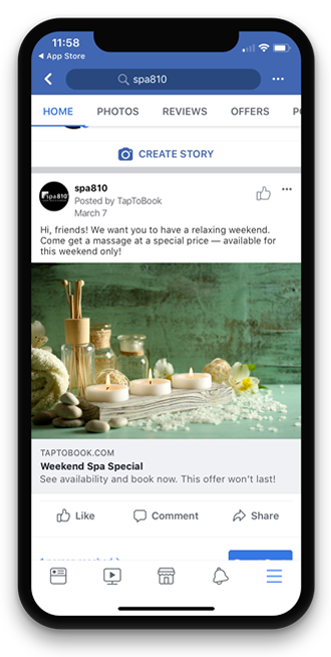 11:58
◀ App Store
spa810
HOME PHOTOS REVIEWS OFFERS
CREATE STORY
spa810
spa810
Posted by TapToBook
March 7
Hi, friends! We want you to have a relaxing weekend.
Come get a massage at a special price — available for
this weekend only!
TAPTOBOOK.COM
Weekend Spa Special
See availability and book now. This offer won't last!
Like Comment Share